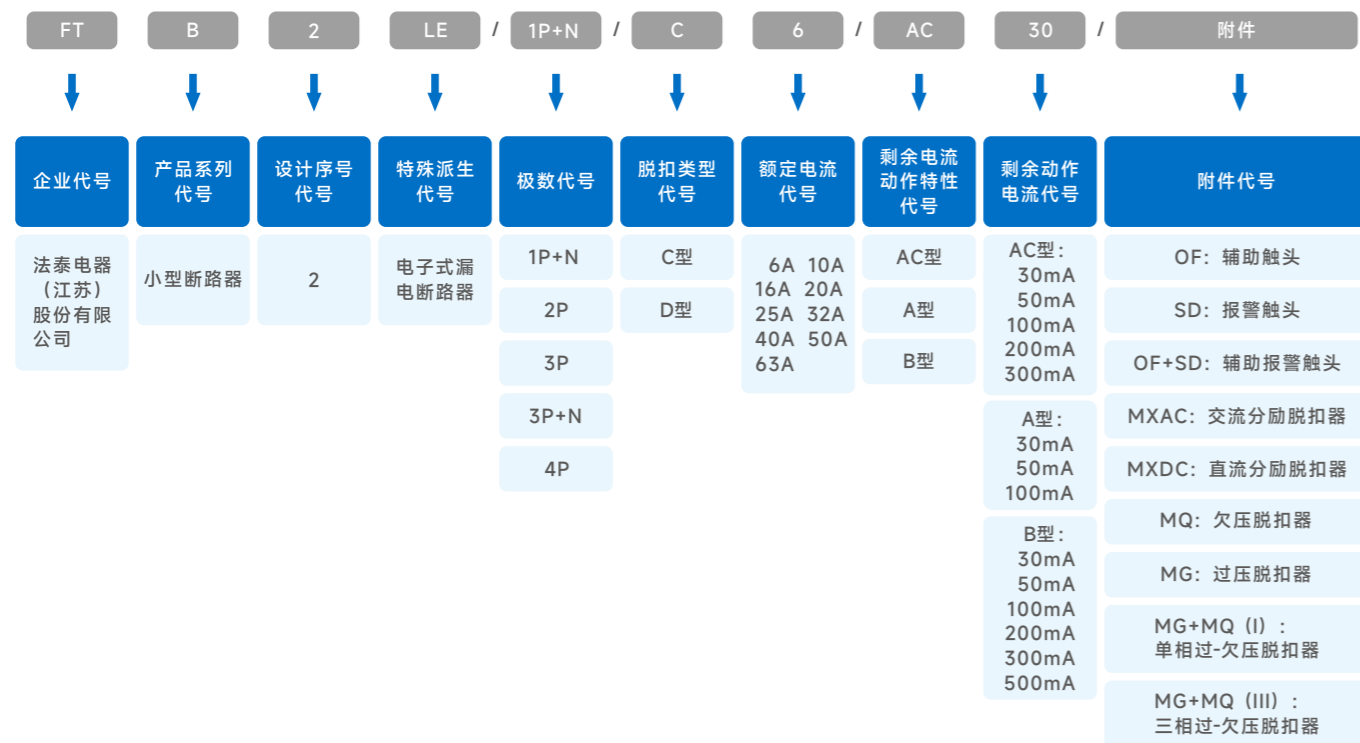 FT B 2 LE / 1P+N / C 6 / AC 30 / 附件
企业代号
产品系列
代号
设计序号
代号
特殊派生
代号
极数代号
脱扣类型
代号
额定电流
代号
剩余电流
动作特性
代号
剩余动作
电流代号
附件代号
法泰电器
（江苏）
股份有限
公司
小型断路器
2
电子式漏
电断路器
1P+N
2P
3P
3P+N
4P
C型
D型
6A 10A
16A 20A
25A 32A
40A 50A
63A
AC型
A型
B型
AC型：
30mA
50mA
100mA
200mA
300mA
A型：
30mA
50mA
100mA
B型：
30mA
50mA
100mA
200mA
300mA
500mA
OF：辅助触头
SD：报警触头
OF+SD：辅助报警触头
MXAC：交流分励脱扣器
MXDC：直流分励脱扣器
MQ：欠压脱扣器
MG：过压脱扣器
MG+MQ（I）：
单相过-欠压脱扣器
MG+MQ（III）：
三相过-欠压脱扣器